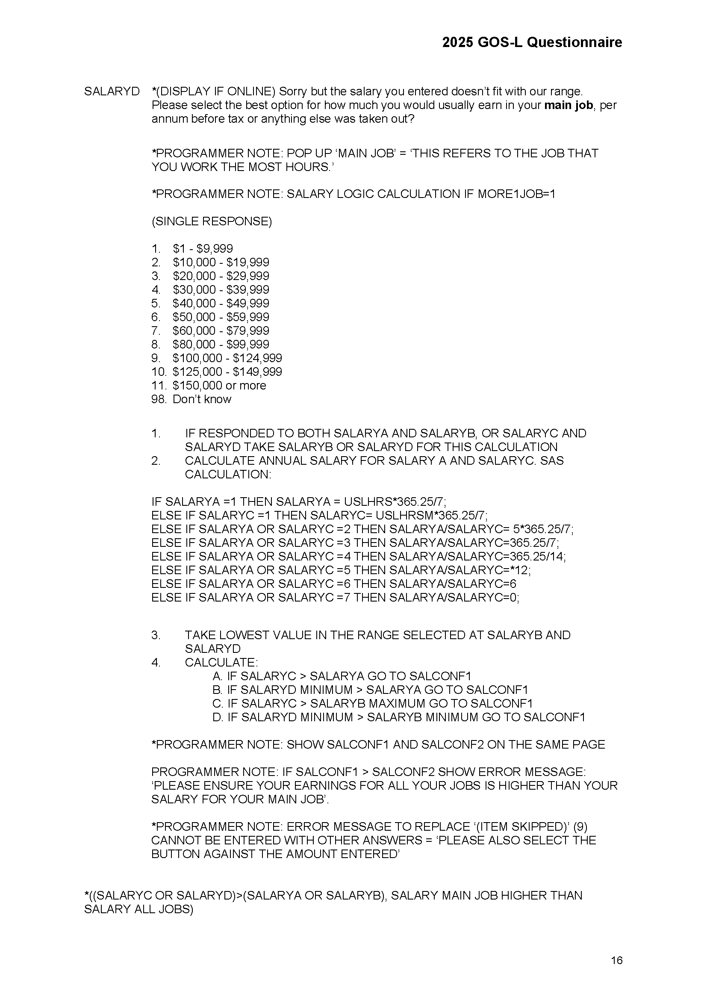 2025 GOS-L Questionnaire
SALARYD *(DISPLAY IF ONLINE) Sorry but the salary you entered doesn’t fit with our range.
Please select the best option for how much you would usually earn in your main job, per
annum before tax or anything else was taken out?
*PROGRAMMER NOTE: POP UP ‘MAIN JOB’ = ‘THIS REFERS TO THE JOB THAT
YOU WORK THE MOST HOURS.’
*PROGRAMMER NOTE: SALARY LOGIC CALCULATION IF MORE1JOB=1
(SINGLE RESPONSE)
1. $1 - $9,999
2. $10,000 - $19,999
3. $20,000 - $29,999
4. $30,000 - $39,999
5. $40,000 - $49,999
6. $50,000 - $59,999
7. $60,000 - $79,999
8. $80,000 - $99,999
9. $100,000 - $124,999
10. $125,000 - $149,999
11. $150,000 or more
98. Don’t know
1. IF RESPONDED TO BOTH SALARYA AND SALARYB, OR SALARYC AND
SALARYD TAKE SALARYB OR SALARYD FOR THIS CALCULATION
2. CALCULATE ANNUAL SALARY FOR SALARY A AND SALARYC. SAS
CALCULATION:
IF SALARYA =1 THEN SALARYA = USLHRS*365.25/7;
ELSE IF SALARYC =1 THEN SALARYC= USLHRSM*365.25/7;
ELSE IF SALARYA OR SALARYC =2 THEN SALARYA/SALARYC= 5*365.25/7;
ELSE IF SALARYA OR SALARYC =3 THEN SALARYA/SALARYC=365.25/7;
ELSE IF SALARYA OR SALARYC =4 THEN SALARYA/SALARYC=365.25/14;
ELSE IF SALARYA OR SALARYC =5 THEN SALARYA/SALARYC=*12;
ELSE IF SALARYA OR SALARYC =6 THEN SALARYA/SALARYC=6
ELSE IF SALARYA OR SALARYC =7 THEN SALARYA/SALARYC=0;
3. TAKE LOWEST VALUE IN THE RANGE SELECTED AT SALARYB AND
SALARYD
4. CALCULATE:
A. IF SALARYC > SALARYA GO TO SALCONF1
B. IF SALARYD MINIMUM > SALARYA GO TO SALCONF1
C. IF SALARYC > SALARYB MAXIMUM GO TO SALCONF1
D. IF SALARYD MINIMUM > SALARYB MINIMUM GO TO SALCONF1
*PROGRAMMER NOTE: SHOW SALCONF1 AND SALCONF2 ON THE SAME PAGE
PROGRAMMER NOTE: IF SALCONF1 > SALCONF2 SHOW ERROR MESSAGE:
‘PLEASE ENSURE YOUR EARNINGS FOR ALL YOUR JOBS IS HIGHER THAN YOUR
SALARY FOR YOUR MAIN JOB’.
*PROGRAMMER NOTE: ERROR MESSAGE TO REPLACE ‘(ITEM SKIPPED)’ (9)
CANNOT BE ENTERED WITH OTHER ANSWERS = ‘PLEASE ALSO SELECT THE
BUTTON AGAINST THE AMOUNT ENTERED’
*((SALARYC OR SALARYD)>(SALARYA OR SALARYB), SALARY MAIN JOB HIGHER THAN
SALARY ALL JOBS)
16